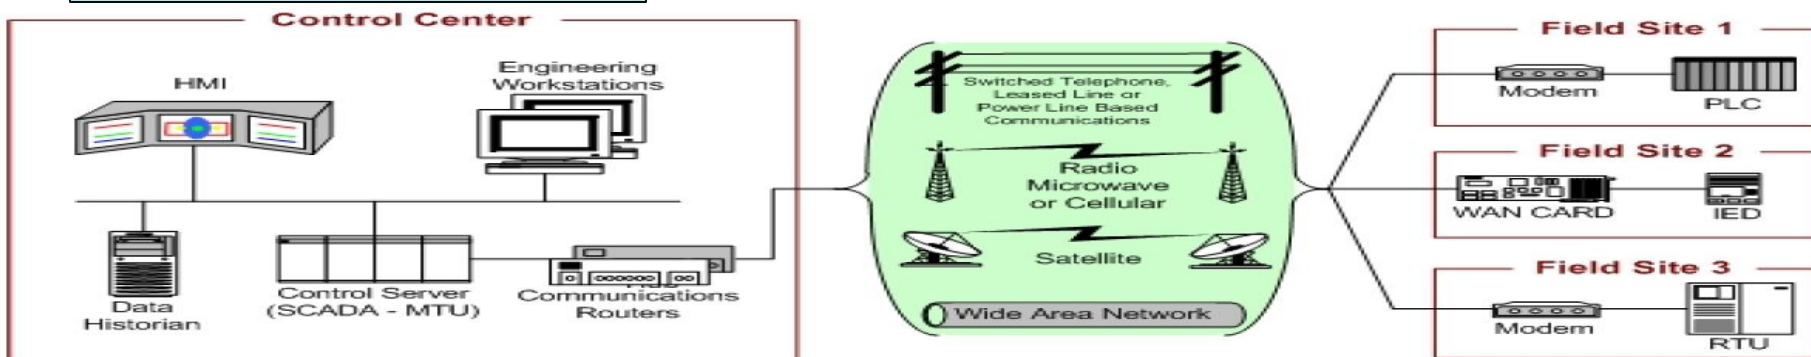 Control Center
HMI
Engineering
Workstations
Data
Historian
Control Server
(SCADA - MTU)
Communications
Routers
Switched Telephone,
Leased Line or
Power Line Based
Communications
Radio
Microwave
or Cellular
Satellite
Wide Area Network
Field Site 1
Modem
PLC
Field Site 2
WAN CARD
IED
Field Site 3
Modem
RTU